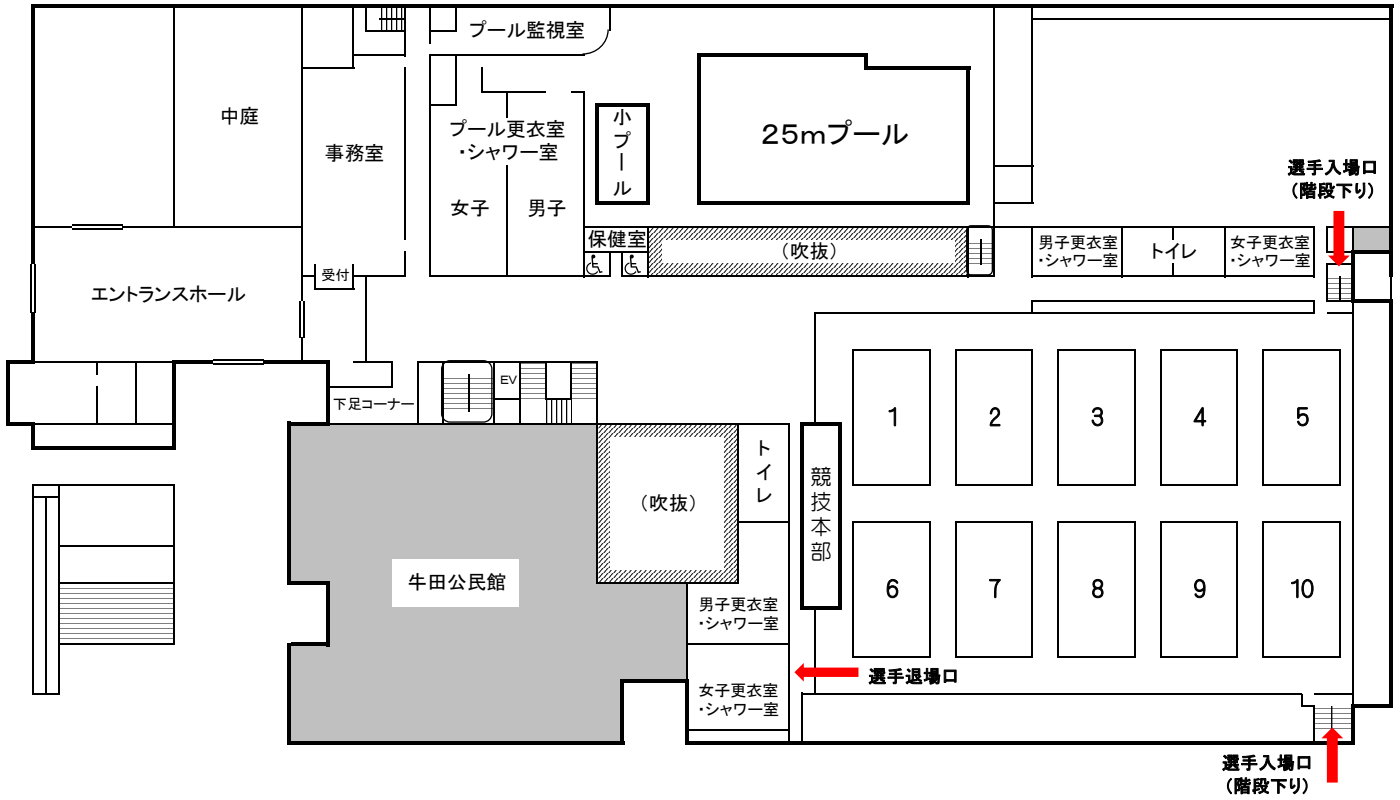 プール監視室
中庭
事務室
プール更衣室
・シャワー室
女子
男子
小プール
25mプール
選手入場口
(階段下り)
保健室
(吹抜)
男子更衣室
・シャワー室
トイレ
女子更衣室
・シャワー室
受付
エントランスホール
EV
下足コーナー
1
2
3
4
5
トイレ
(吹抜)
競技本部
牛田公民館
6
7
8
9
10
男子更衣室
・シャワー室
選手退場口
女子更衣室
・シャワー室
選手入場口
(階段下り)